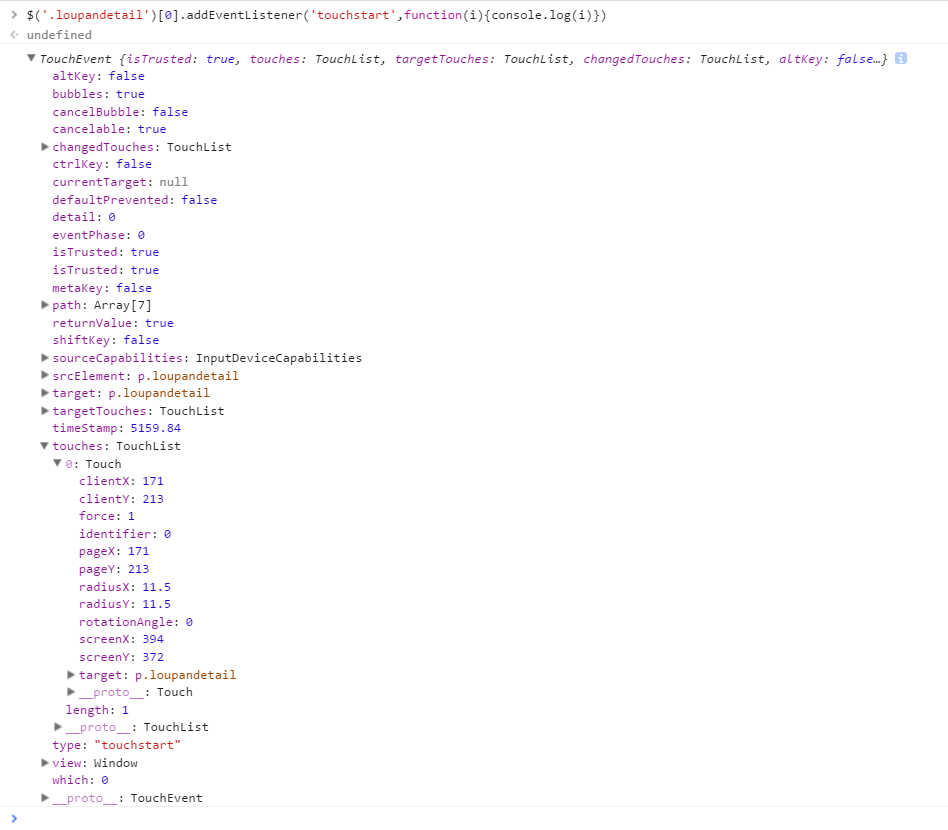 $('.loupandetail')[0].addEventListener('touchstart',function(i){console.log(i)})
undefined
TouchEvent {isTrusted: true, touches: TouchList, targetTouches: TouchList, changedTouches: TouchList, altKey: false…}
altKey: false
bubbles: true
cancelBubble: false
cancelable: true
changedTouches: TouchList
ctrlKey: false
currentTarget: null
defaultPrevented: false
detail: 0
eventPhase: 0
isTrusted: true
isTrusted: true
metaKey: false
path: Array[7]
returnValue: true
shiftKey: false
sourceCapabilities: InputDeviceCapabilities
srcElement: p.loupandetail
target: p.loupandetail
targetTouches: TouchList
timeStamp: 5159.84
touches: TouchList
0: Touch
clientX: 171
clientY: 213
force: 1
identifier: 0
pageX: 171
pageY: 213
radiusX: 11.5
radiusY: 11.5
rotationAngle: 0
screenX: 394
screenY: 372
target: p.loupandetail
__proto__: Touch
length: 1
__proto__: TouchList
type: "touchstart"
view: Window
which: 0
__proto__: TouchEvent